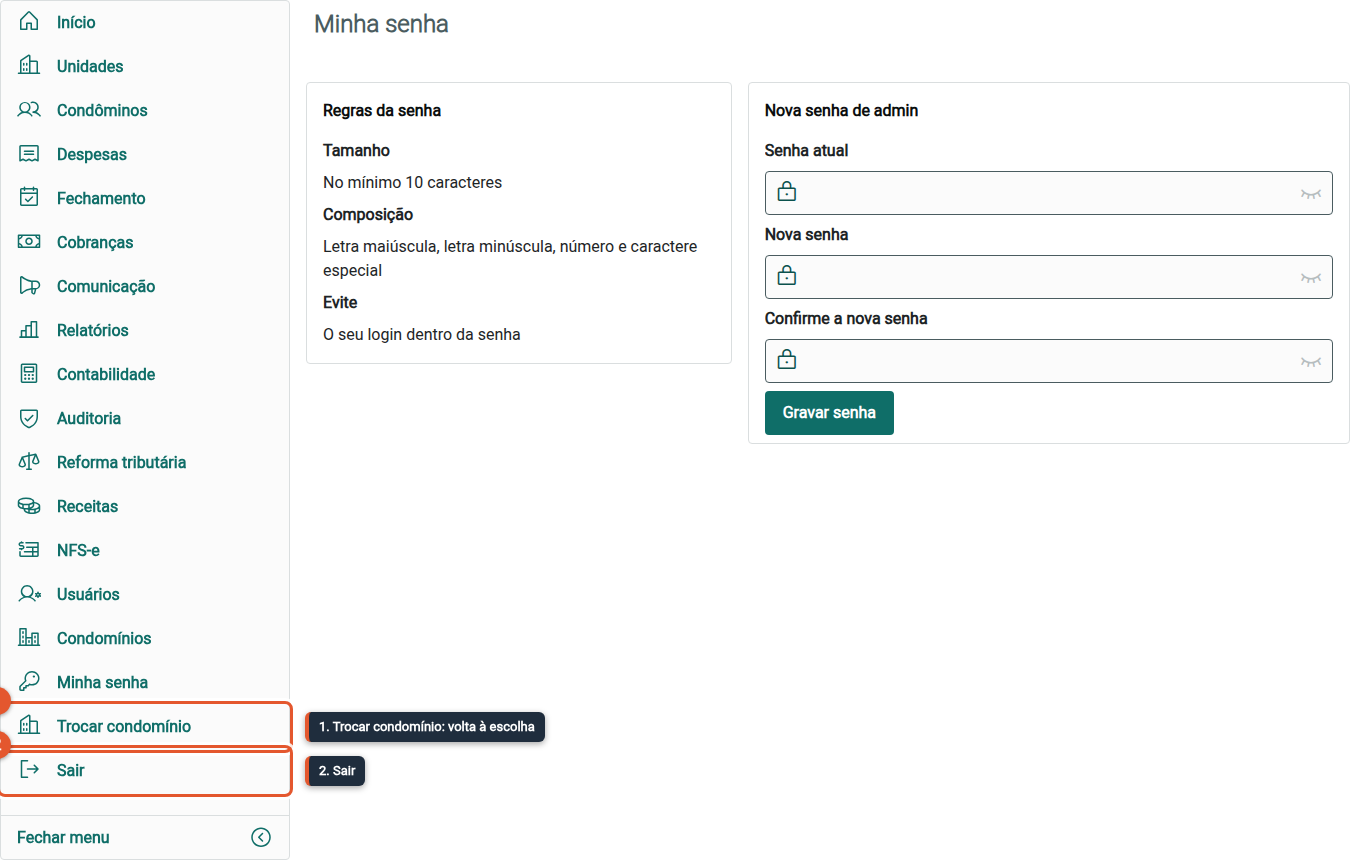 Início
Unidades
Condôminos
Despesas
Fechamento
Cobranças
Comunicação
Relatórios
Contabilidade
Auditoria
Reforma tributária
Receitas
NFS-e
Usuários
Condomínios
Minha senha
Trocar condomínio
Sair
Fechar menu
Minha senha
Regras da senha
Tamanho
No mínimo 10 caracteres
Composição
Letra maiúscula, letra minúscula, número e caractere
especial
Evite
O seu login dentro da senha
Nova senha de admin
Senha atual
Nova senha
Confirme a nova senha
Gravar senha
1. Trocar condomínio: volta à escolha
2. Sair